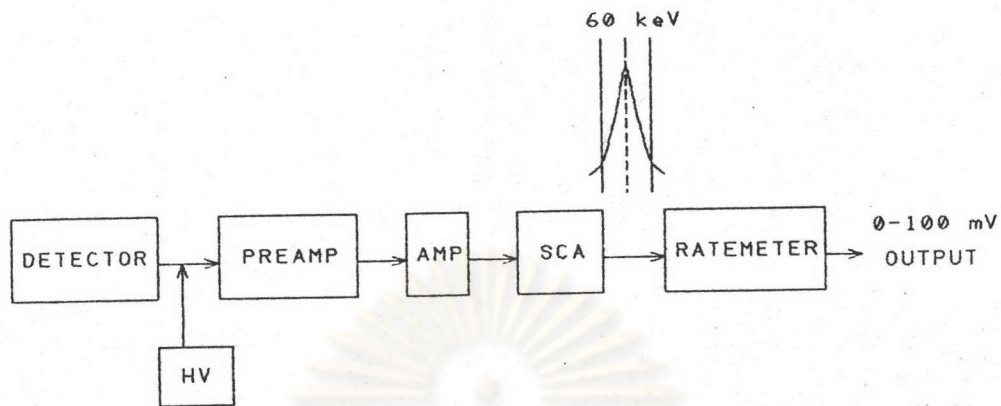 60 keV
DETECTOR
PREAMP
AMP
SCA
RATEMETER
0-100 mV
OUTPUT
HV